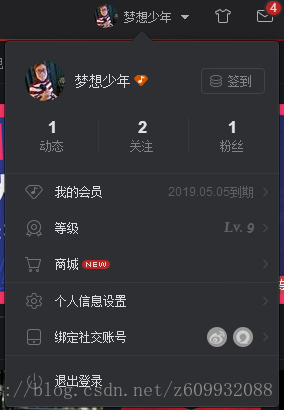 梦想少年
4
梦想少年 签到
1 2 1
动态 关注 粉丝
我的会员 2019.05.05到期
等级 Lv. 9
商城 NEW
个人信息设置
绑定社交账号
退出登录
://blog.csdn.net/z609932088